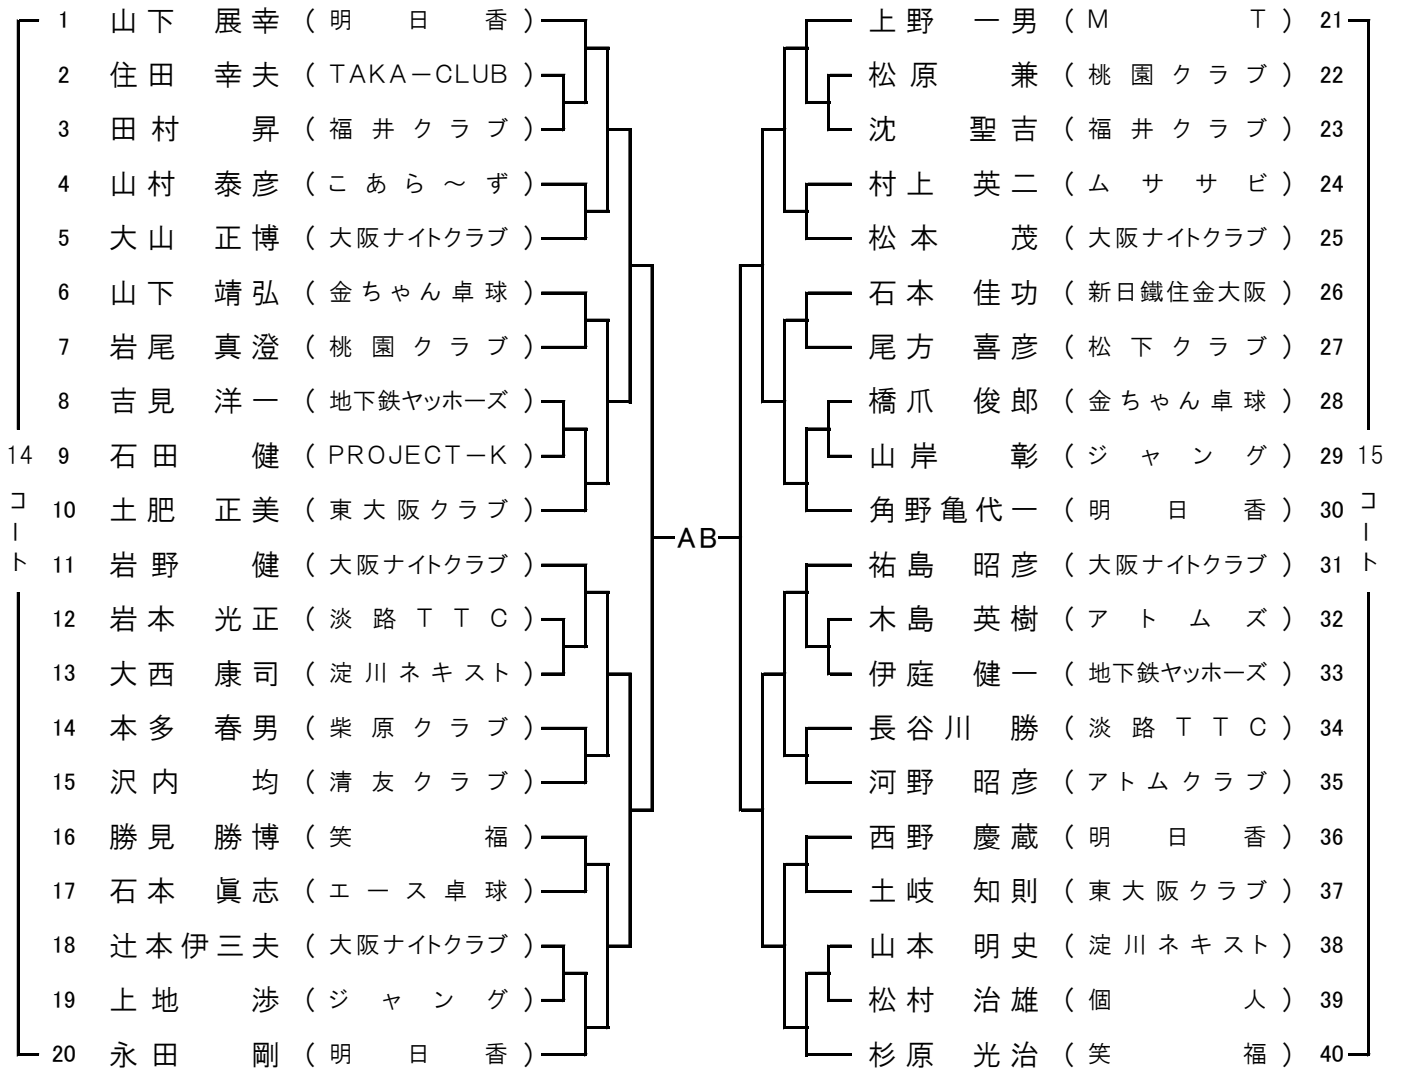 1 山下 展幸 (明日香) 上野 一男 (MT) 21
2 住田 幸夫 (TAKA－CLUB) 松原 兼 (桃園クラブ) 22
3 田村 昇 (福井クラブ) 沈 聖吉 (福井クラブ) 23
4 山村 泰彦 (こあら～ず) 村上 英二 (ムササビ) 24
5 大山 正博 (大阪ナイトクラブ) 松本 茂 (大阪ナイトクラブ) 25
6 山下 靖弘 (金ちゃん卓球) 石本 佳功 (新日鐵住金大阪) 26
7 岩尾 真澄 (桃園クラブ) 尾方 喜彦 (松下クラブ) 27
8 吉見 洋一 (地下鉄ヤッホーズ) 橋爪 俊郎 (金ちゃん卓球) 28
14コート 9 石田 健 (PROJECT－K) 山岸 彰 (ジャング) 29 15コート
10 土肥 正美 (東大阪クラブ) 角野亀代一 (明日香) 30
AB
11 岩野 健 (大阪ナイトクラブ) 祐島 昭彦 (大阪ナイトクラブ) 31
12 岩本 光正 (淡路TTC) 木島 英樹 (アトムズ) 32
13 大西 康司 (淀川ネキスト) 伊庭 健一 (地下鉄ヤッホーズ) 33
14 本多 春男 (柴原クラブ) 長谷川 勝 (淡路TTC) 34
15 沢内 均 (清友クラブ) 河野 昭彦 (アトムクラブ) 35
16 勝見 勝博 (笑福) 西野 慶蔵 (明日香) 36
17 石本 眞志 (エース卓球) 土岐 知則 (東大阪クラブ) 37
18 辻本伊三夫 (大阪ナイトクラブ) 山本 明史 (淀川ネキスト) 38
19 上地 渉 (ジャング) 松村 治雄 (個人) 39
20 永田 剛 (明日香) 杉原 光治 (笑福) 40